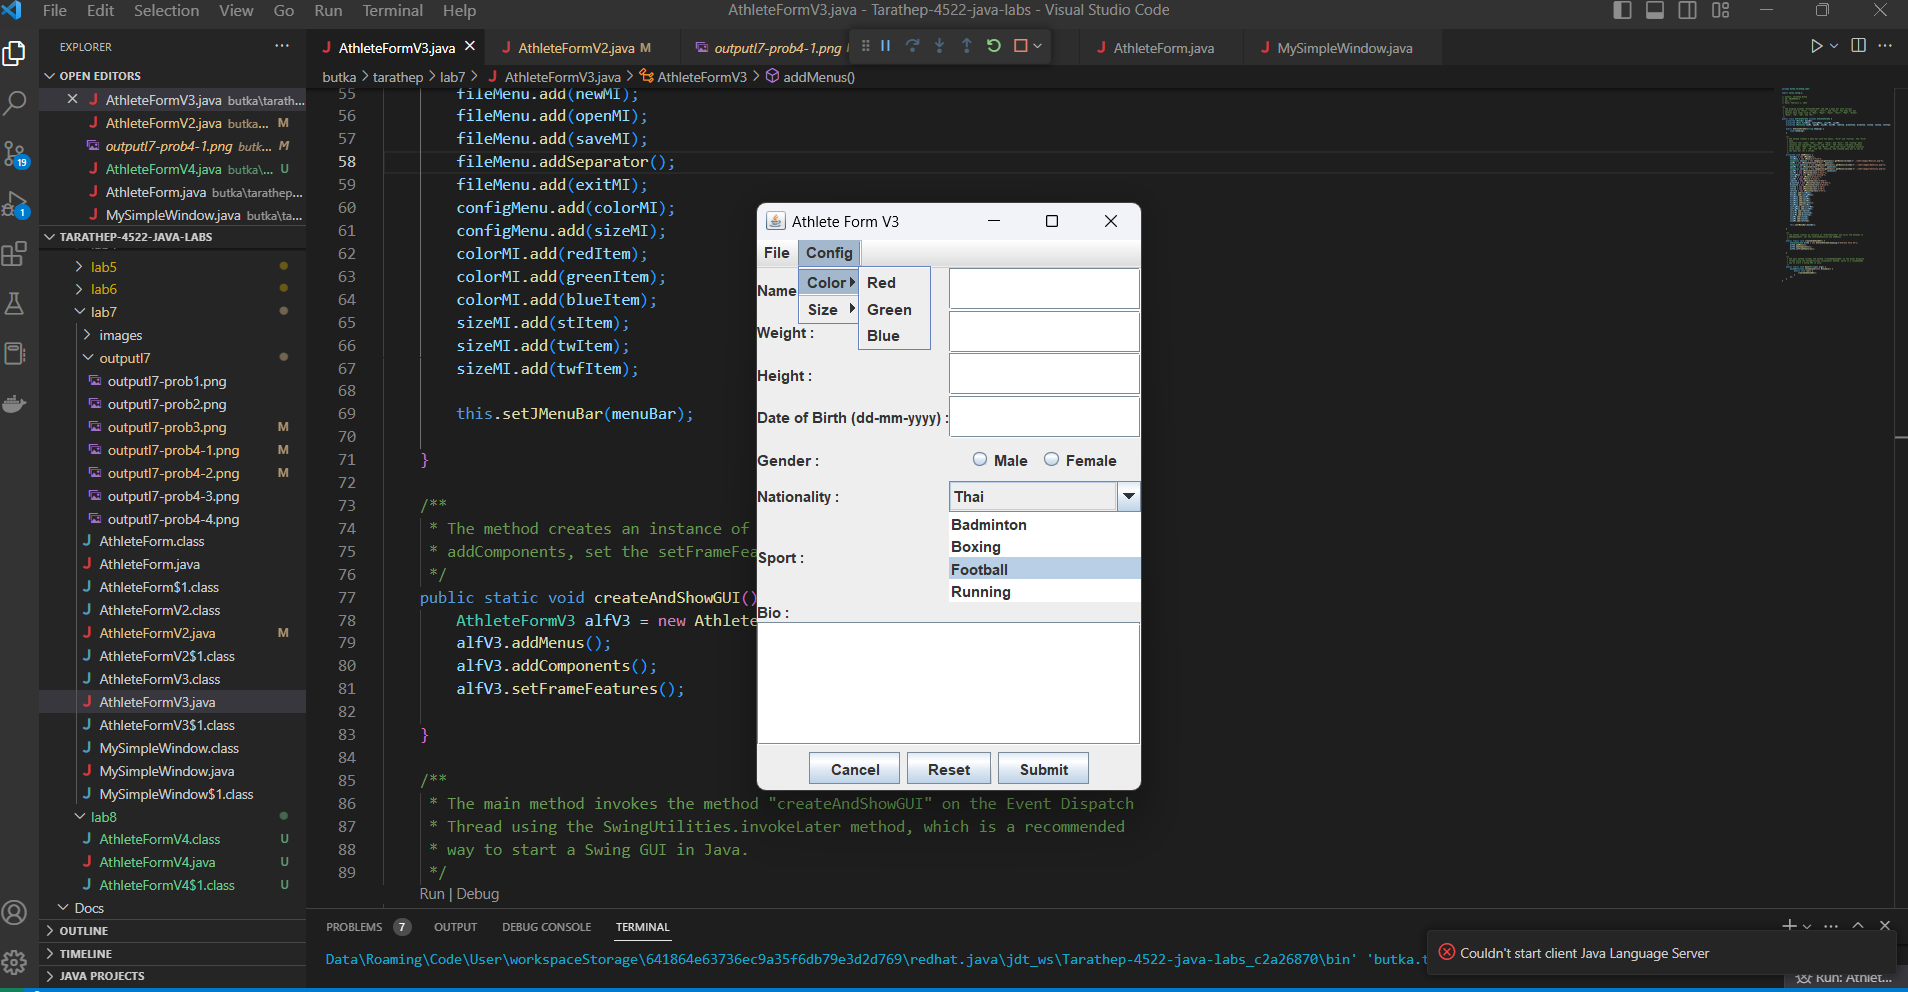 File Edit Selection View Go Run Terminal Help
AthleteFormV3.java - Tarathep-4522-java-labs - Visual Studio Code
EXPLORER
OPEN EDITORS
AthleteFormV3.java butka\tarath...
AthleteFormV2.java butka... M
outputl7-prob4-1.png butk... M
AthleteFormV4.java butka\... U
AthleteForm.java butka\tarathep...
MySimpleWindow.java butka\ta...
TARATHEP-4522-JAVA-LABS
lab5
lab6
lab7
images
outputl7
outputl7-prob1.png
outputl7-prob2.png
outputl7-prob3.png M
outputl7-prob4-1.png M
outputl7-prob4-2.png M
outputl7-prob4-3.png
outputl7-prob4-4.png
AthleteForm.class
AthleteForm.java
AthleteForm$1.class
AthleteFormV2.class
AthleteFormV2.java M
AthleteFormV2$1.class
AthleteFormV3.class
AthleteFormV3.java
AthleteFormV3$1.class
MySimpleWindow.class
MySimpleWindow.java
MySimpleWindow$1.class
lab8
AthleteFormV4.class U
AthleteFormV4.java U
AthleteFormV4$1.class U
Docs
OUTLINE
TIMELINE
JAVA PROJECTS
19
1
AthleteFormV3.java AthleteFormV2.java M outputl7-prob4-1.png AthleteForm.java MySimpleWindow.java
butka > tarathep > lab7 > AthleteFormV3.java > AthleteFormV3 > addMenus()
55 fileMenu.add(newMI);
56 fileMenu.add(openMI);
57 fileMenu.add(saveMI);
58 fileMenu.addSeparator();
59 fileMenu.add(exitMI);
60 configMenu.add(colorMI);
61 configMenu.add(sizeMI);
62 colorMI.add(redItem);
63 colorMI.add(greenItem);
64 colorMI.add(blueItem);
65 sizeMI.add(stItem);
66 sizeMI.add(twItem);
67 sizeMI.add(twfItem);
68
69 this.setJMenuBar(menuBar);
70
71 }
72
73 /**
74 * The method creates an instance of
75 * addComponents, set the setFrameFea
76 */
77 public static void createAndShowGUI()
78 AthleteFormV3 alfV3 = new Athlete
79 alfV3.addMenus();
80 alfV3.addComponents();
81 alfV3.setFrameFeatures();
82
83 }
84
85 /**
86 * The main method invokes the method "createAndShowGUI" on the Event Dispatch
87 * Thread using the SwingUtilities.invokeLater method, which is a recommended
88 * way to start a Swing GUI in Java.
89 */
Run | Debug
Athlete Form V3
File Config
Color Red
Size Green
Blue
Name
Weight :
Height :
Date of Birth (dd-mm-yyyy) :
Gender : Male Female
Nationality : Thai
Sport :
Badminton
Boxing
Football
Running
Bio :
Cancel Reset Submit
PROBLEMS 7 OUTPUT DEBUG CONSOLE TERMINAL
Data\Roaming\Code\User\workspaceStorage\641864e63736ec9a35f6db79e3d2d769\redhat.java\jdt_ws\Tarathep-4522-java-labs_c2a26870\bin' 'butka.t
Couldn't start client Java Language Server
Run: Athlet...